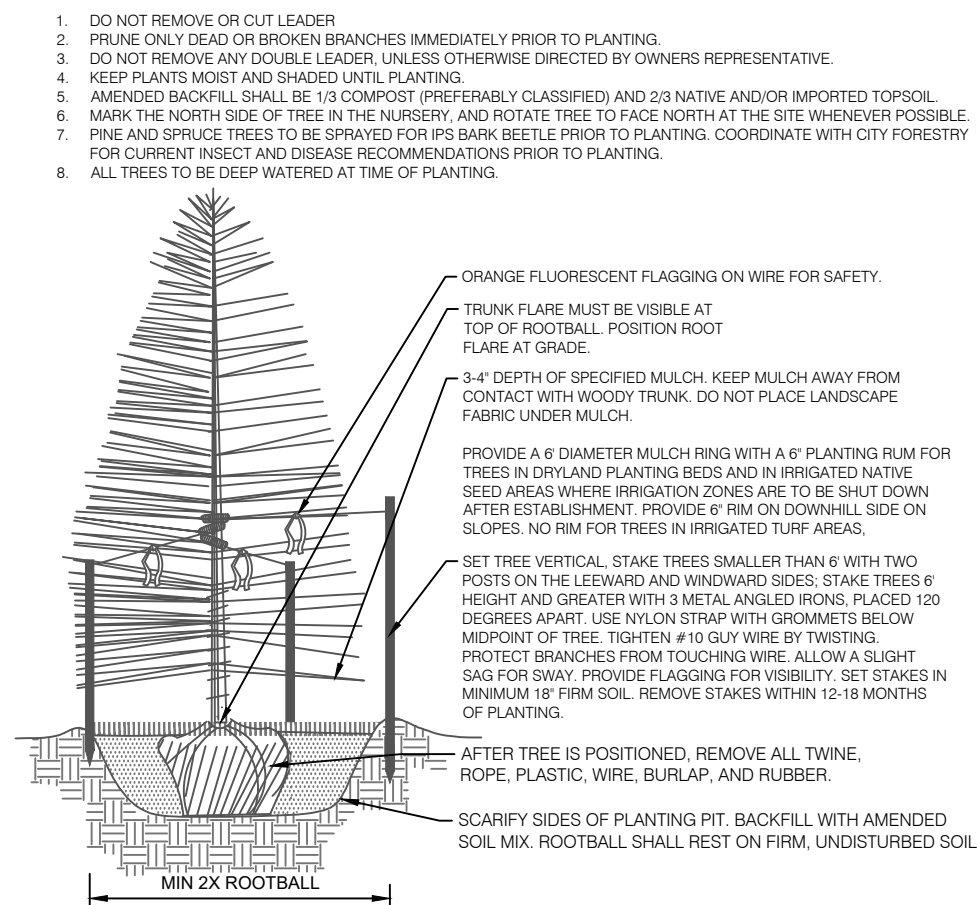 1. DO NOT REMOVE OR CUT LEADER
2. PRUNE ONLY DEAD OR BROKEN BRANCHES IMMEDIATELY PRIOR TO PLANTING.
3. DO NOT REMOVE ANY DOUBLE LEADER, UNLESS OTHERWISE DIRECTED BY OWNERS REPRESENTATIVE.
4. KEEP PLANTS MOIST AND SHADED UNTIL PLANTING.
5. AMENDED BACKFILL SHALL BE 1/3 COMPOST (PREFERABLY CLASSIFIED) AND 2/3 NATIVE AND/OR IMPORTED TOPSOIL.
6. MARK THE NORTH SIDE OF TREE IN THE NURSERY, AND ROTATE TREE TO FACE NORTH AT THE SITE WHENEVER POSSIBLE.
7. PINE AND SPRUCE TREES TO BE SPRAYED FOR IPS BARK BEETLE PRIOR TO PLANTING. COORDINATE WITH CITY FORESTRY
FOR CURRENT INSECT AND DISEASE RECOMMENDATIONS PRIOR TO PLANTING.
8. ALL TREES TO BE DEEP WATERED AT TIME OF PLANTING.
ORANGE FLUORESCENT FLAGGING ON WIRE FOR SAFETY.
TRUNK FLARE MUST BE VISIBLE AT
TOP OF ROOTBALL. POSITION ROOT
FLARE AT GRADE.
3-4" DEPTH OF SPECIFIED MULCH. KEEP MULCH AWAY FROM
CONTACT WITH WOODY TRUNK. DO NOT PLACE LANDSCAPE
FABRIC UNDER MULCH.
PROVIDE A 6' DIAMETER MULCH RING WITH A 6" PLANTING RUM FOR
TREES IN DRYLAND PLANTING BEDS AND IN IRRIGATED NATIVE
SEED AREAS WHERE IRRIGATION ZONES ARE TO BE SHUT DOWN
AFTER ESTABLISHMENT. PROVIDE 6" RIM ON DOWNHILL SIDE ON
SLOPES. NO RIM FOR TREES IN IRRIGATED TURF AREAS,
SET TREE VERTICAL, STAKE TREES SMALLER THAN 6' WITH TWO
POSTS ON THE LEEWARD AND WINDWARD SIDES; STAKE TREES 6'
HEIGHT AND GREATER WITH 3 METAL ANGLED IRONS, PLACED 120
DEGREES APART. USE NYLON STRAP WITH GROMMETS BELOW
MIDPOINT OF TREE. TIGHTEN #10 GUY WIRE BY TWISTING.
PROTECT BRANCHES FROM TOUCHING WIRE. ALLOW A SLIGHT
SAG FOR SWAY. PROVIDE FLAGGING FOR VISIBILITY. SET STAKES IN
MINIMUM 18" FIRM SOIL. REMOVE STAKES WITHIN 12-18 MONTHS
OF PLANTING.
AFTER TREE IS POSITIONED, REMOVE ALL TWINE,
ROPE, PLASTIC, WIRE, BURLAP, AND RUBBER.
SCARIFY SIDES OF PLANTING PIT. BACKFILL WITH AMENDED
SOIL MIX. ROOTBALL SHALL REST ON FIRM, UNDISTURBED SOIL
MIN 2X ROOTBALL